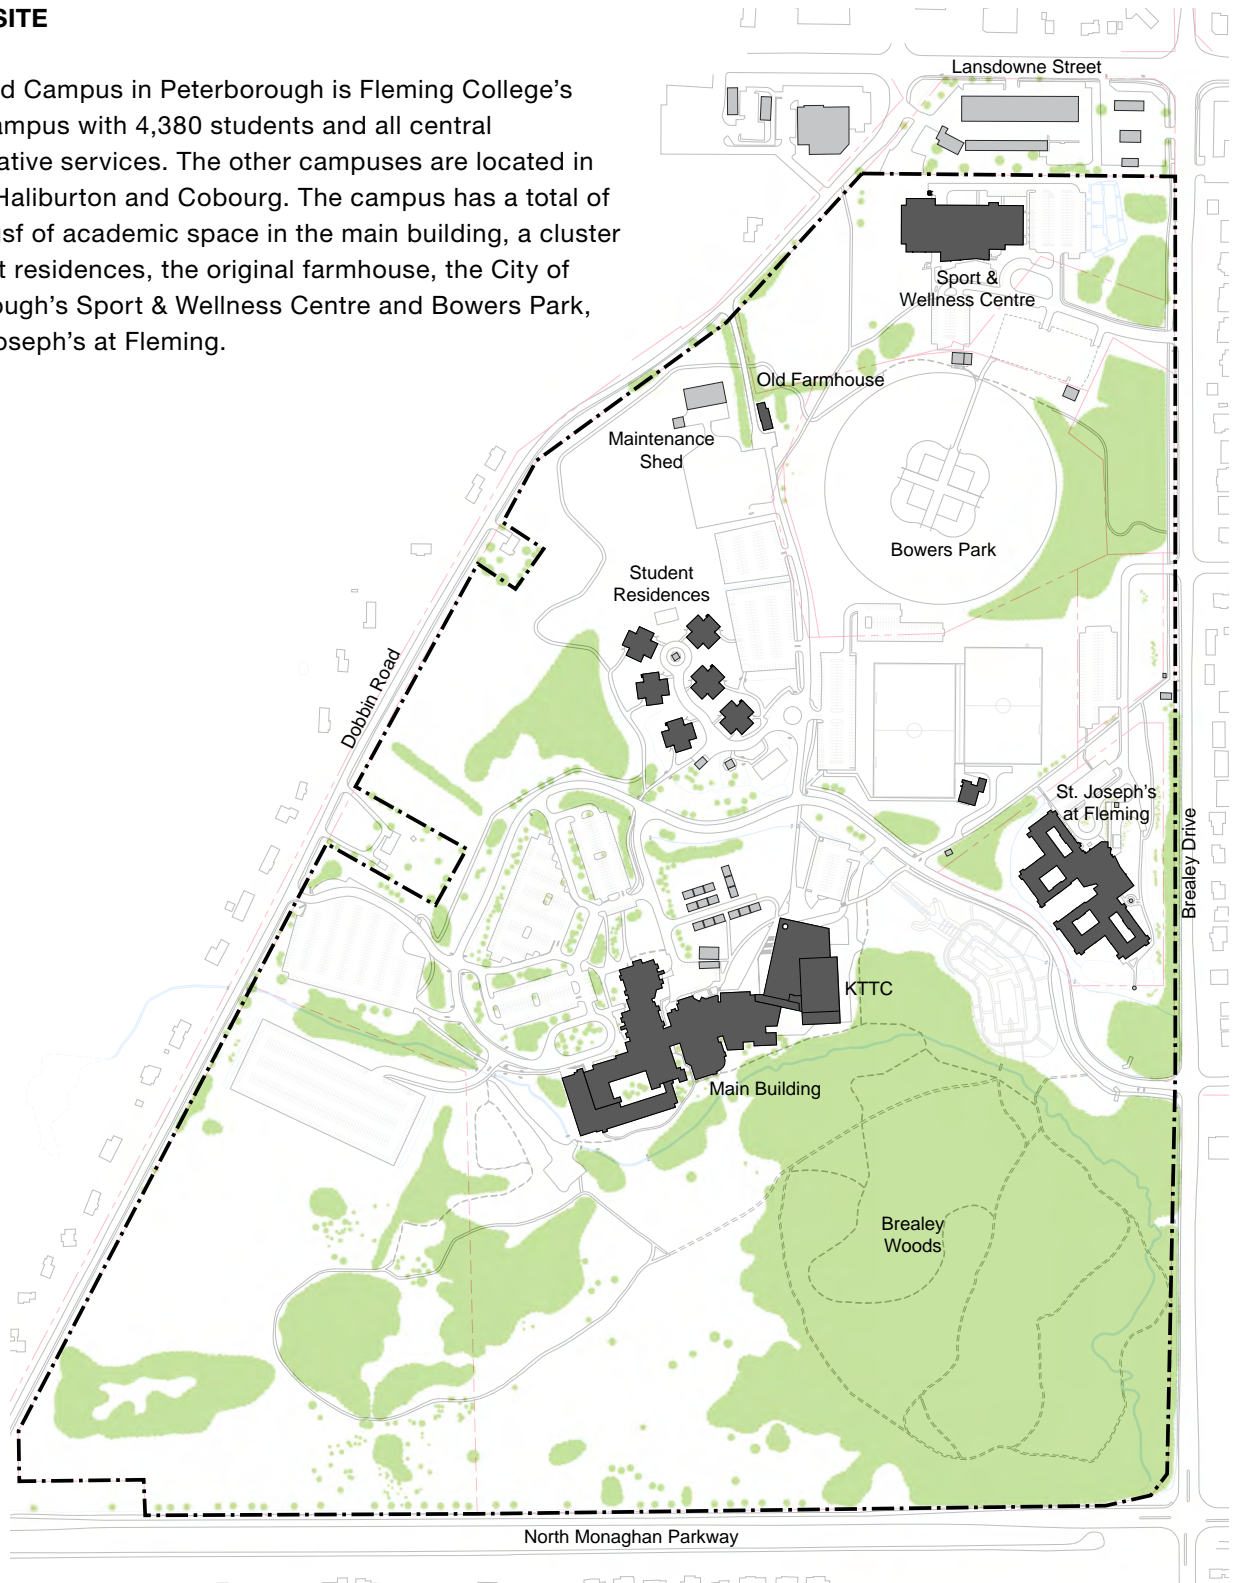 SITE
d Campus in Peterborough is Fleming College's
ampus with 4,380 students and all central
ative services. The other campuses are located in
Haliburton and Cobourg. The campus has a total of
sf of academic space in the main building, a cluster
t residences, the original farmhouse, the City of
ough's Sport & Wellness Centre and Bowers Park,
oseph's at Fleming.
Lansdowne Street
Sport &
Wellness Centre
Old Farmhouse
Maintenance
Shed
Bowers Park
Student
Residences
Dobbin Road
St. Joseph's
at Fleming
Brealey Drive
KTTC
Main Building
Brealey
Woods
North Monaghan Parkway